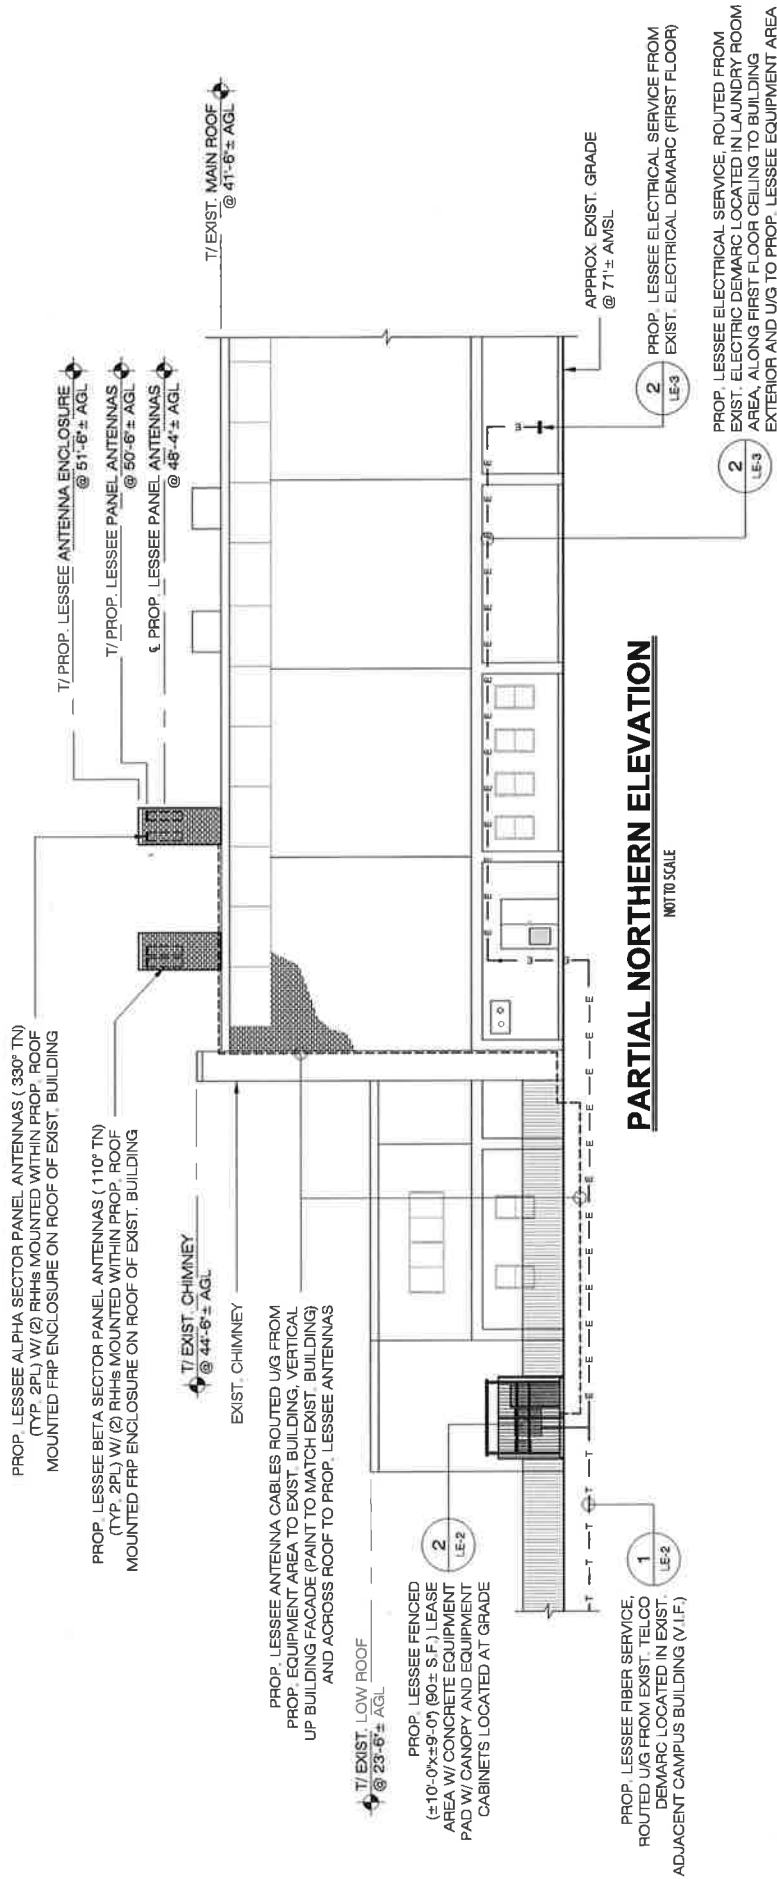 PROP. LESSEE ALPHA SECTOR PANEL ANTENNAS ( 330° TN)
(TYP. 2PL) W/ (2) RHHs MOUNTED WITHIN PROP. ROOF
MOUNTED FRP ENCLOSURE ON ROOF OF EXIST. BUILDING
PROP. LESSEE BETA SECTOR PANEL ANTENNAS ( 110° TN)
(TYP. 2PL) W/ (2) RHHs MOUNTED WITHIN PROP. ROOF
MOUNTED FRP ENCLOSURE ON ROOF OF EXIST. BUILDING
T/ EXIST. CHIMNEY
@ 44'-6"± AGL
EXIST. CHIMNEY
PROP. LESSEE ANTENNA CABLES ROUTED U/G FROM
PROP. EQUIPMENT AREA TO EXIST. BUILDING, VERTICAL
UP BUILDING FACADE (PAINT TO MATCH EXIST. BUILDING)
AND ACROSS ROOF TO PROP. LESSEE ANTENNAS
T/ EXIST. LOW ROOF
@ 23'-6"± AGL
PROP. LESSEE FENCED
(±10'-0"x±9'-0") (90± S.F.) LEASE
AREA W/ CONCRETE EQUIPMENT
PAD W/ CANOPY AND EQUIPMENT
CABINETS LOCATED AT GRADE
2
LE-2
PROP. LESSEE FIBER SERVICE,
ROUTED U/G FROM EXIST. TELCO
DEMARC LOCATED IN EXIST.
ADJACENT CAMPUS BUILDING (V.I.F.)
1
LE-2
T/ PROP. LESSEE ANTENNA ENCLOSURE
@ 51'-6"± AGL
T/ PROP. LESSEE PANEL ANTENNAS
@ 50'-6"± AGL
℄ PROP. LESSEE PANEL ANTENNAS
@ 48'-4"± AGL
T/ EXIST. MAIN ROOF
@ 41'-6"± AGL
APPROX. EXIST. GRADE
@ 71'± AMSL
2
LE-3
PROP. LESSEE ELECTRICAL SERVICE FROM
EXIST. ELECTRICAL DEMARC (FIRST FLOOR)
2
LE-3
PROP. LESSEE ELECTRICAL SERVICE, ROUTED FROM
EXIST. ELECTRIC DEMARC LOCATED IN LAUNDRY ROOM
AREA, ALONG FIRST FLOOR CEILING TO BUILDING
EXTERIOR AND U/G TO PROP. LESSEE EQUIPMENT AREA
E E E E E E E E E E E
E
E E E E E E E E E
T T T T T T
PARTIAL NORTHERN ELEVATION
NOT TO SCALE